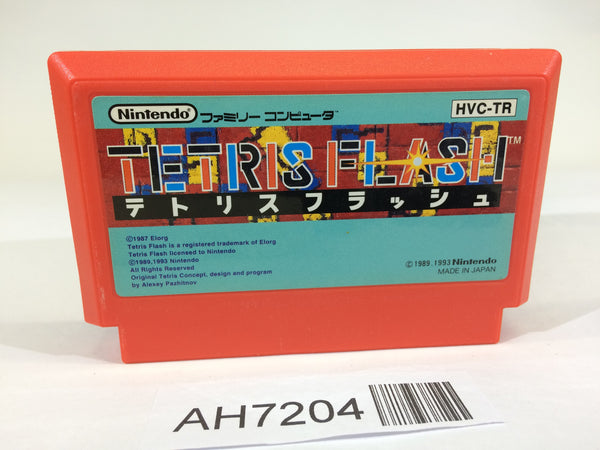 Nintendo ファミリー コンピュータ™
HVC-TR
TETRIS FLASH™
テトリスフラッシュ
©1987 Elorg
Tetris Flash is a registered trademark of Elorg
Tetris Flash licensed to Nintendo
©1989,1993 Nintendo
All Rights Reserved
Original Tetris Concept, design and program
by Alexey Pazhitnov
©1989,1993 Nintendo
MADE IN JAPAN
AH7204